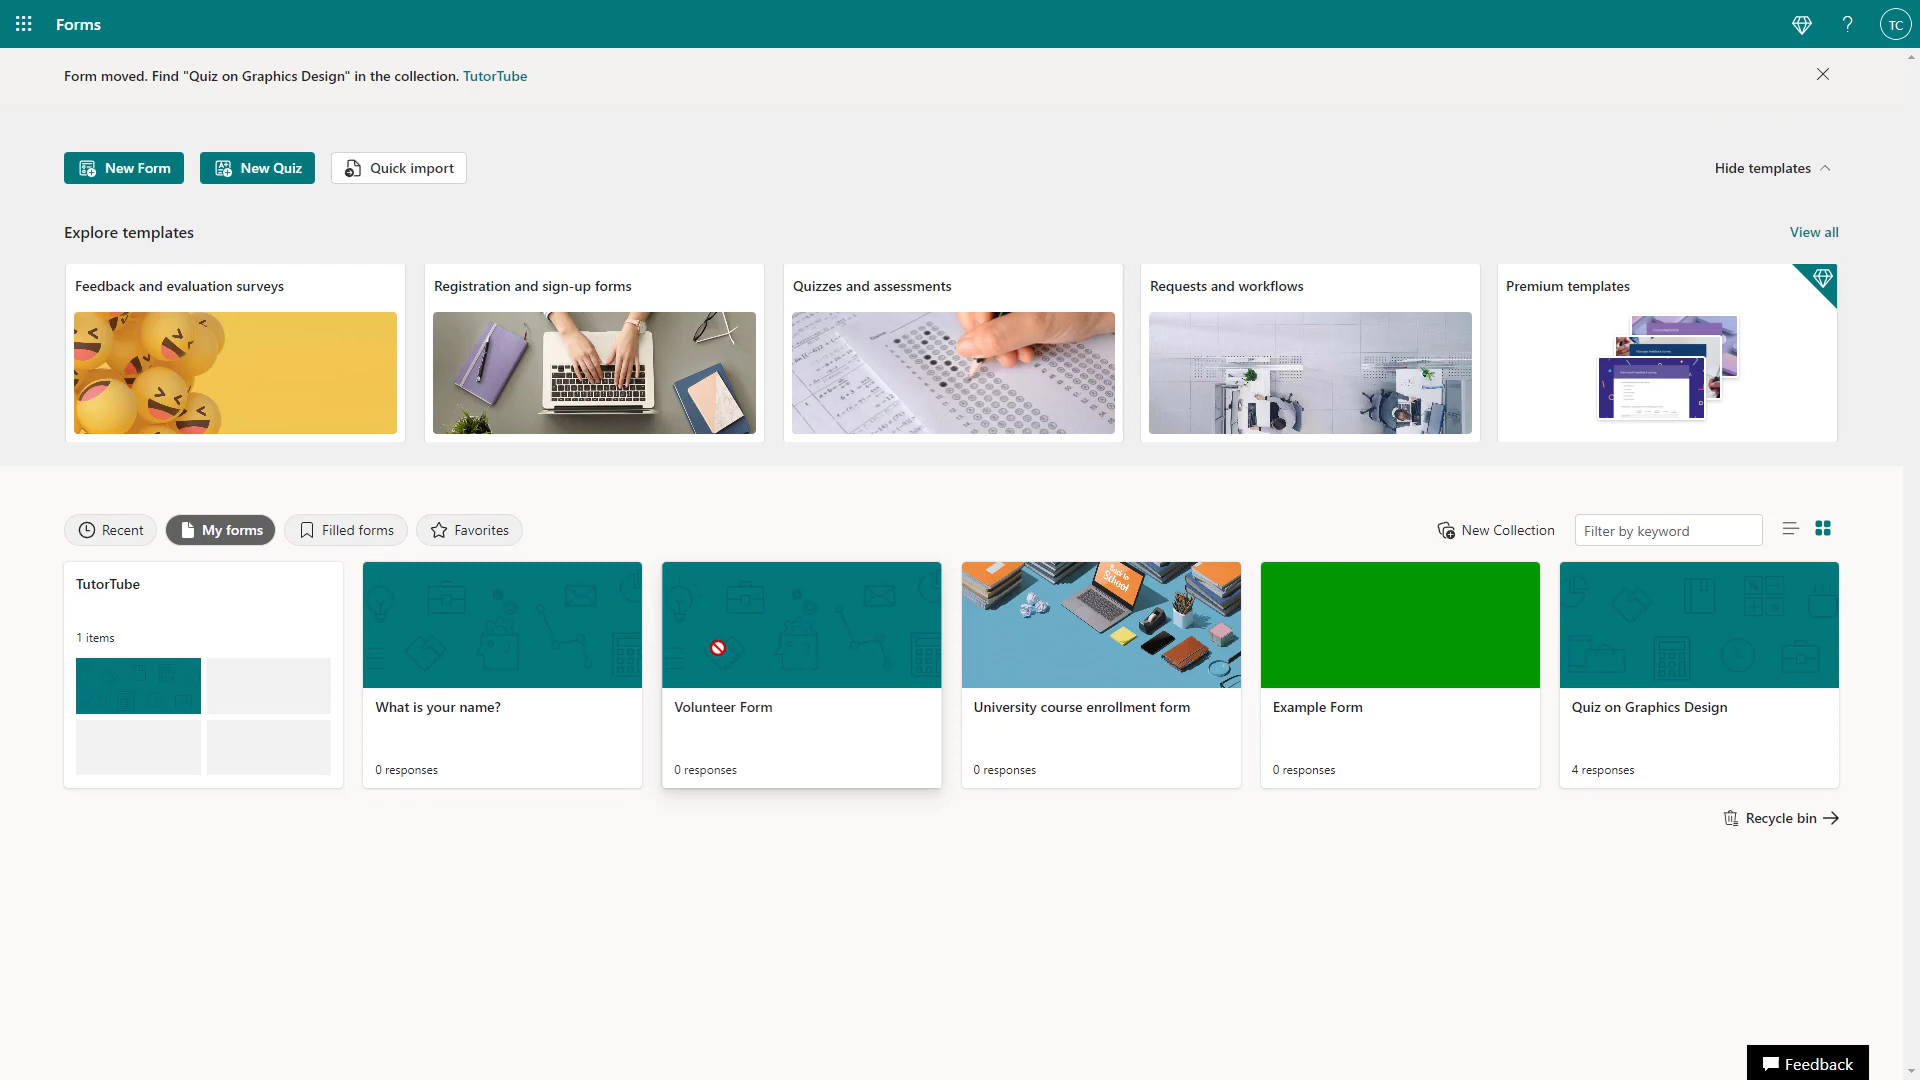 Forms
TC
Form moved. Find "Quiz on Graphics Design" in the collection. TutorTube
New Form
New Quiz
Quick import
Hide templates
Explore templates
View all
Feedback and evaluation surveys
Registration and sign-up forms
Quizzes and assessments
Requests and workflows
Premium templates
Back to
School
Recent
My forms
Filled forms
Favorites
New Collection
Filter by keyword
TutorTube
1 items
What is your name?
0 responses
Volunteer Form
0 responses
University course enrollment form
0 responses
Example Form
0 responses
Quiz on Graphics Design
4 responses
Recycle bin
Feedback